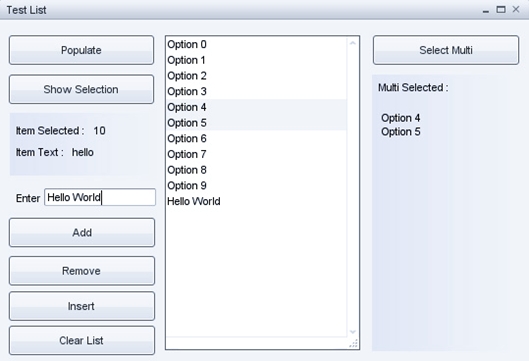 Test List
Populate
Show Selection
Item Selected : 10
Item Text : hello
Enter Hello World
Add
Remove
Insert
Clear List
Option 0
Option 1
Option 2
Option 3
Option 4
Option 5
Option 6
Option 7
Option 8
Option 9
Hello World
Select Multi
Multi Selected :
Option 4
Option 5